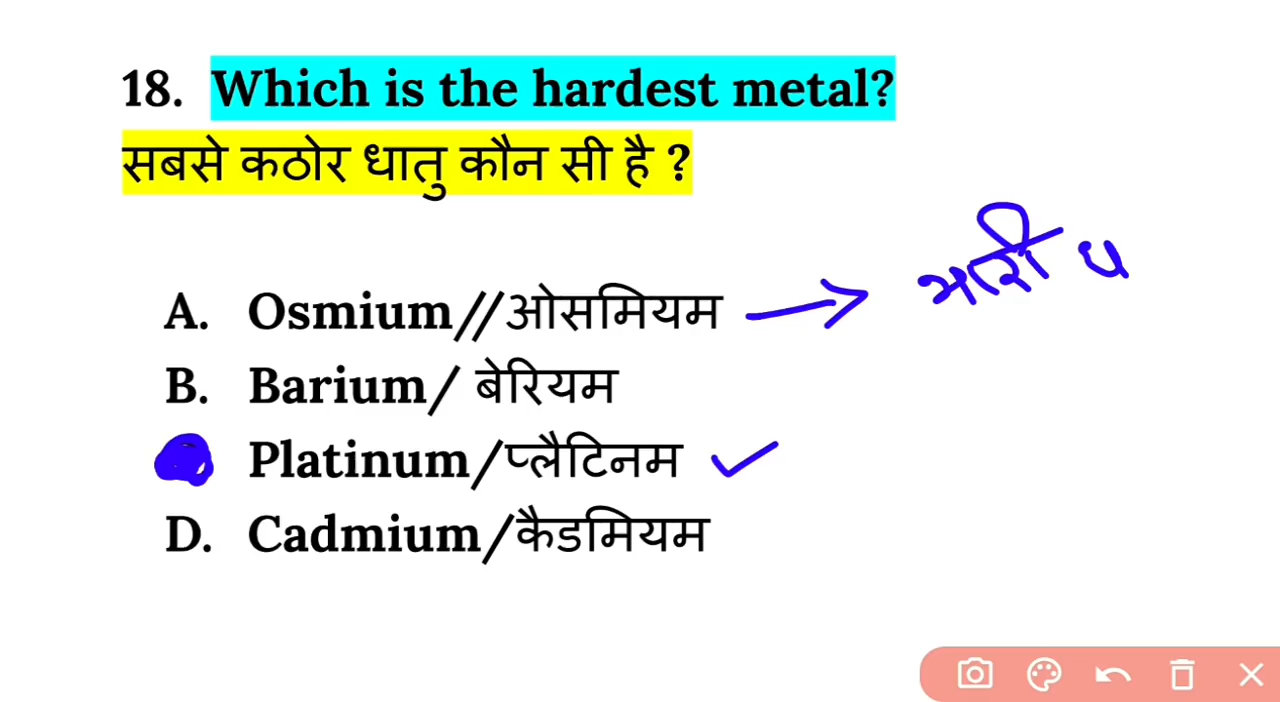 18. Which is the hardest metal?
सबसे कठोर धातु कौन सी है ?
A. Osmium//ओसमियम
भारी
B. Barium/ बेरियम
Platinum/प्लैटिनम
D. Cadmium/कैडमियम